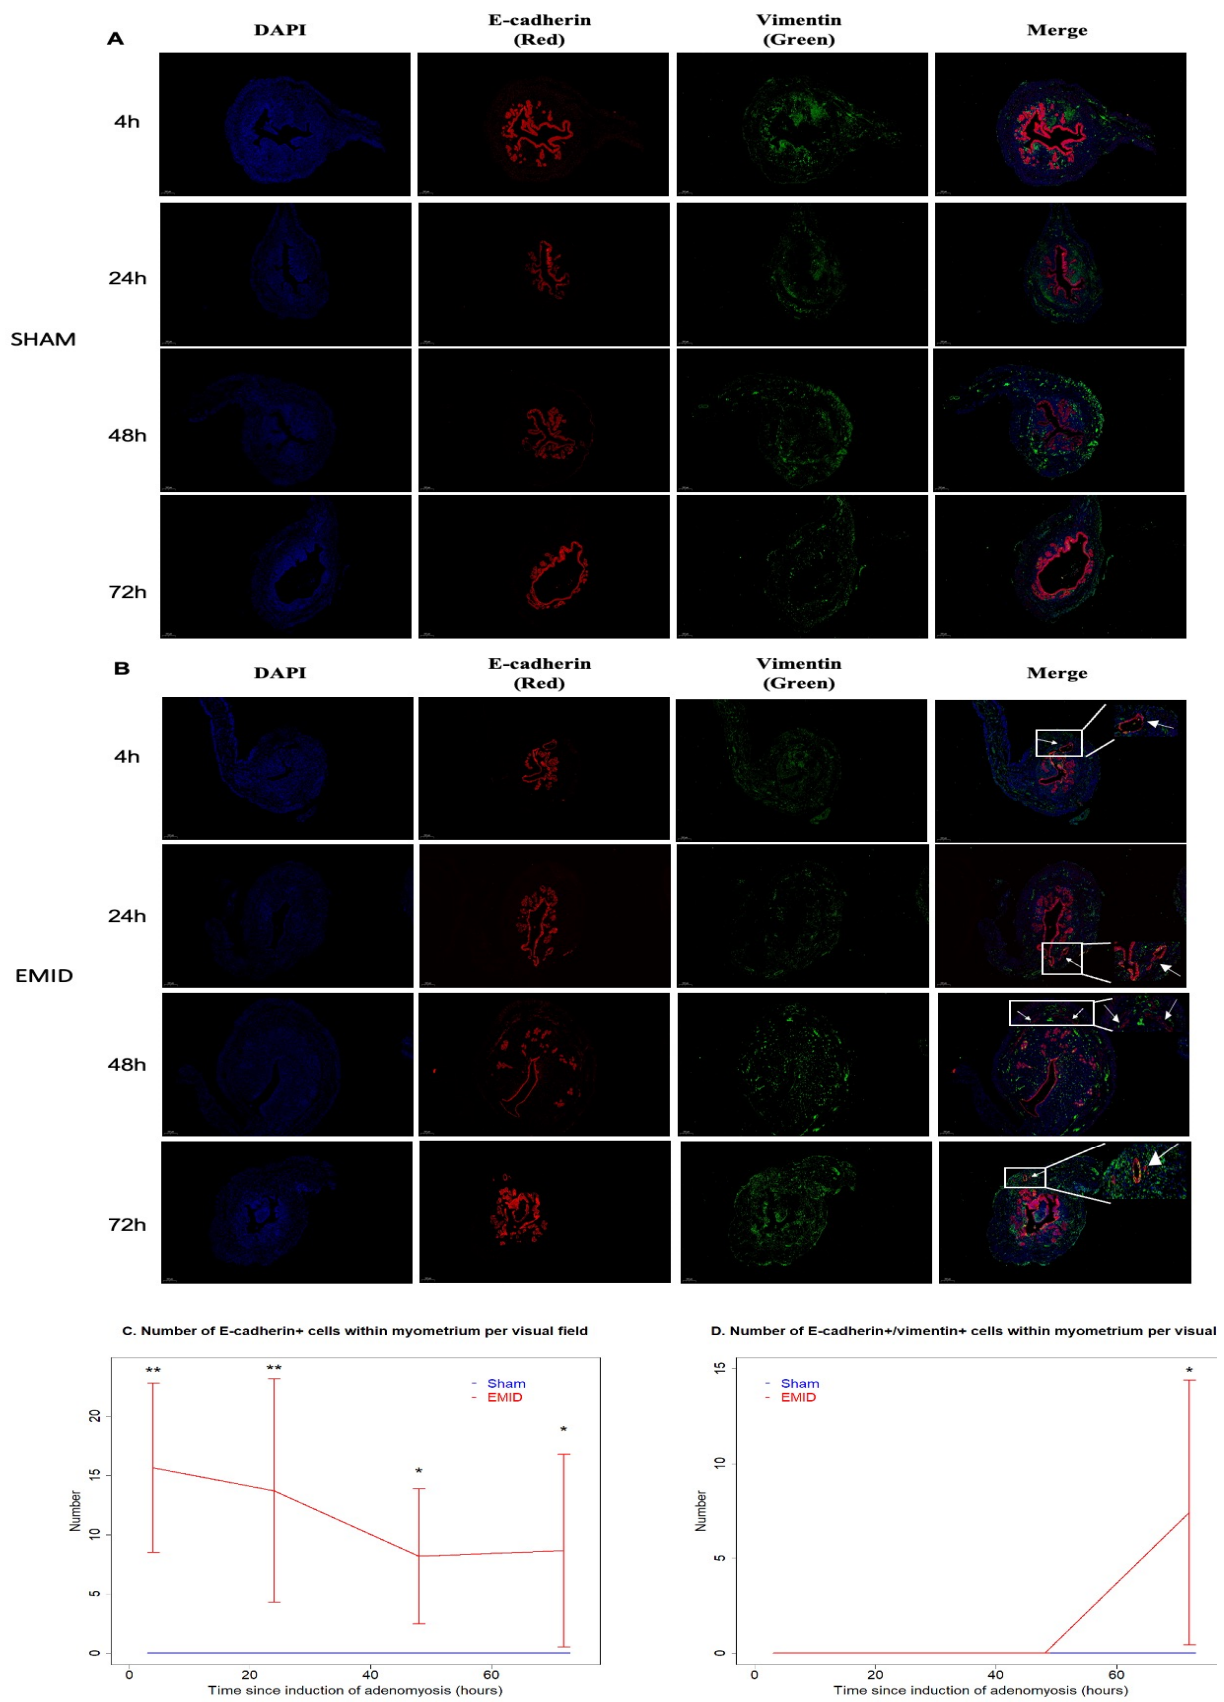 A
DAPI
E-cadherin
(Red)
Vimentin
(Green)
Merge
4h
24h
SHAM
48h
72h
B
DAPI
E-cadherin
(Red)
Vimentin
(Green)
Merge
4h
24h
EMID
48h
72h
C. Number of E-cadherin+ cells within myometrium per visual field
**
**
*
*
Sham
EMID
Number
20
15
10
5
0
0
20
40
60
Time since induction of adenomyosis (hours)
D. Number of E-cadherin+/vimentin+ cells within myometrium per visual
*
Sham
EMID
Number
15
10
5
0
0
20
40
60
Time since induction of adenomyosis (hours)